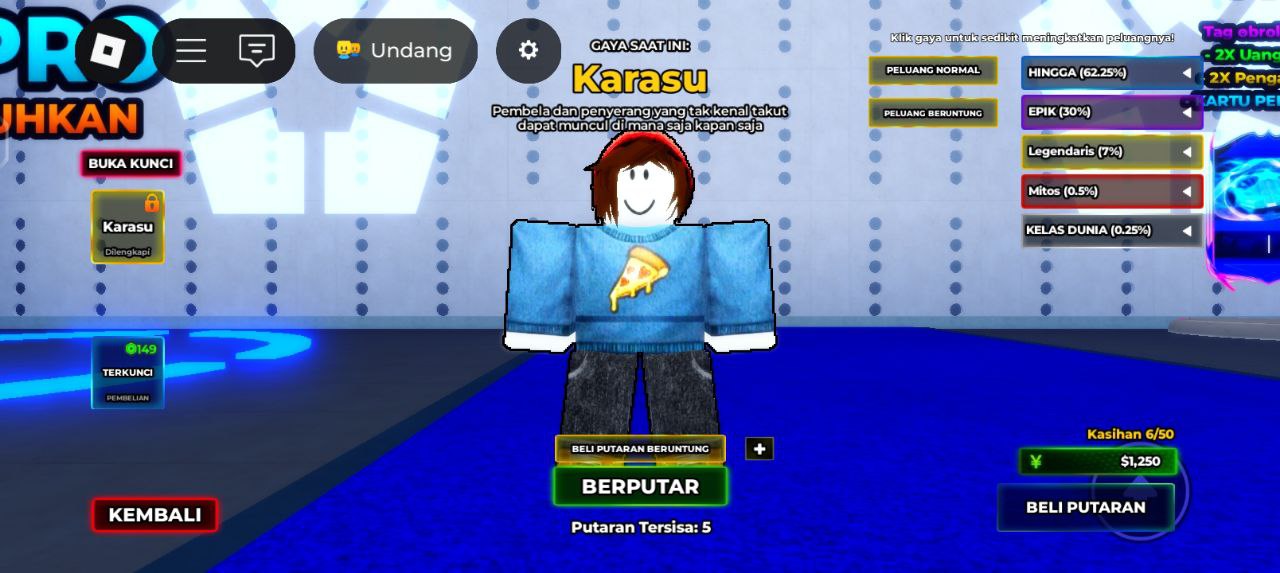 PRO
UHKAN
Undang
GAYA SAAT INI:
Karasu
Pembela dan penyerang yang tak kenal takut
dapat muncul di mana saja kapan saja
Klik gaya untuk sedikit meningkatkan peluangnya!
PELUANG NORMAL
PELUANG BERUNTUNG
HINGGA (62.25%)
EPIK (30%)
Legendaris (7%)
Mitos (0.5%)
KELAS DUNIA (0.25%)
Tag obrol
- 2X Uang
2X Penga
KARTU PE
BUKA KUNCI
Karasu
Dilengkapi
149
TERKUNCI
PEMBELIAN
KEMBALI
BELI PUTARAN BERUNTUNG
+
BERPUTAR
Putaran Tersisa: 5
Kasihan 6/50
¥ $1,250
BELI PUTARAN